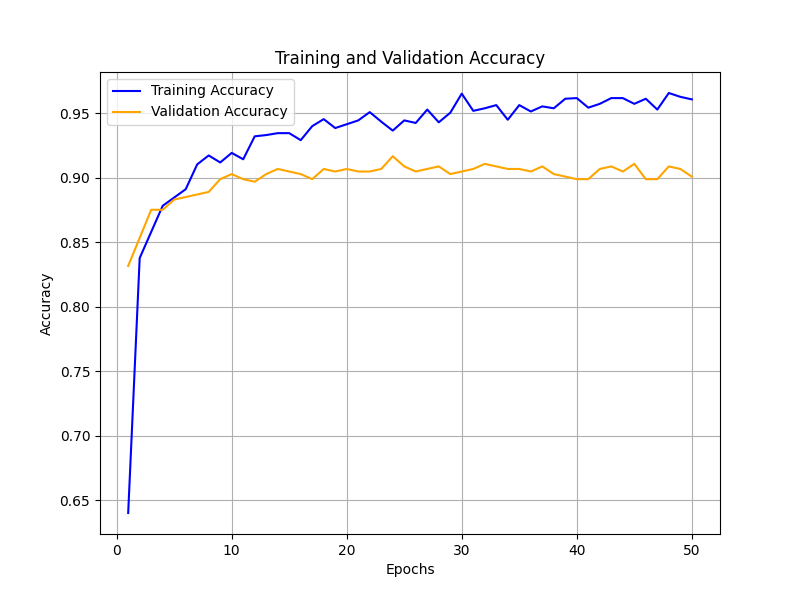 Training and Validation Accuracy
Training Accuracy
Validation Accuracy
0.95
0.90
0.85
0.80
0.75
0.70
0.65
Accuracy
0 10 20 30 40 50
Epochs